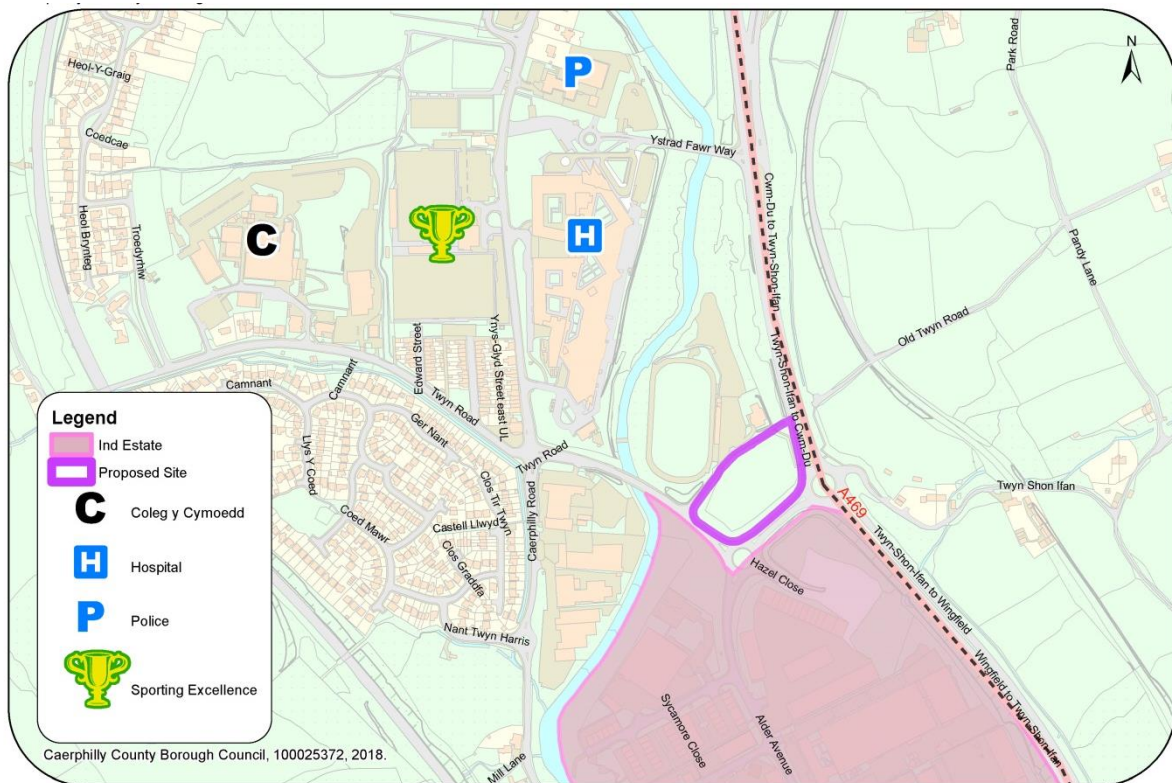 N
Heol-Y-Graig
Coedcae
Heol Brynteg
Troedyrhiw
P
Ystrad Fawr Way
Park Road
Pandy Lane
C
H
Cwm-Du to Twyn-Shon-Ifan
Twyn-Shon-Ifan to Cwm-Du
Old Twyn Road
Edward Street
Ynys-Glyd Street east UL
Twyn Road
Camnant
Camnant
Ger Nant
Llys Y Coed
Coed Mawr
Clos Tir Twyn
Castell Llwyd
Clos Graddfa
Nant Twyn Harris
Twyn Road
Caerphilly Road
Twyn Shon Ifan
A469
Hazel Close
Twyn-Shon-Ifan to Wingfield
Wingfield to Twyn-Shon-Ifan
Sycamore Close
Alder Avenue
Mill Lane
Legend
Ind Estate
Proposed Site
C Coleg y Cymoedd
H Hospital
P Police
Sporting Excellence
Caerphilly County Borough Council, 100025372, 2018.